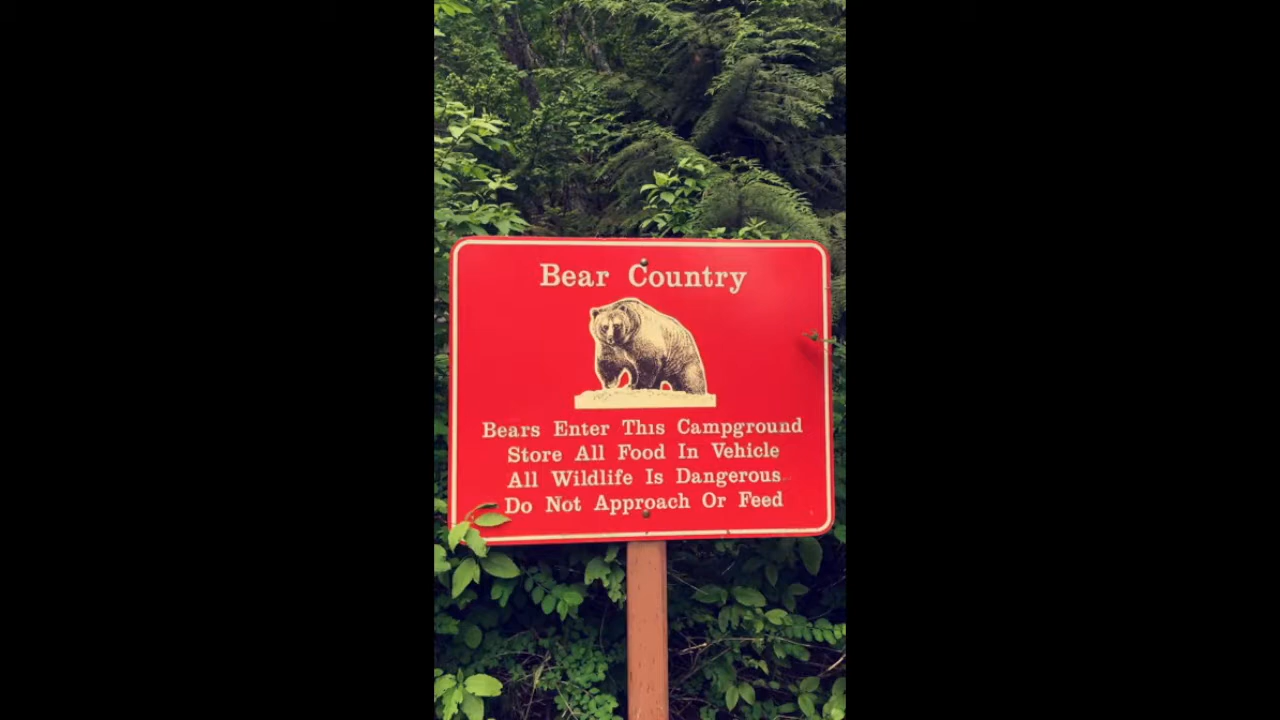 Bear Country
Bears Enter This Campground
Store All Food In Vehicle
All Wildlife Is Dangerous
Do Not Approach Or Feed